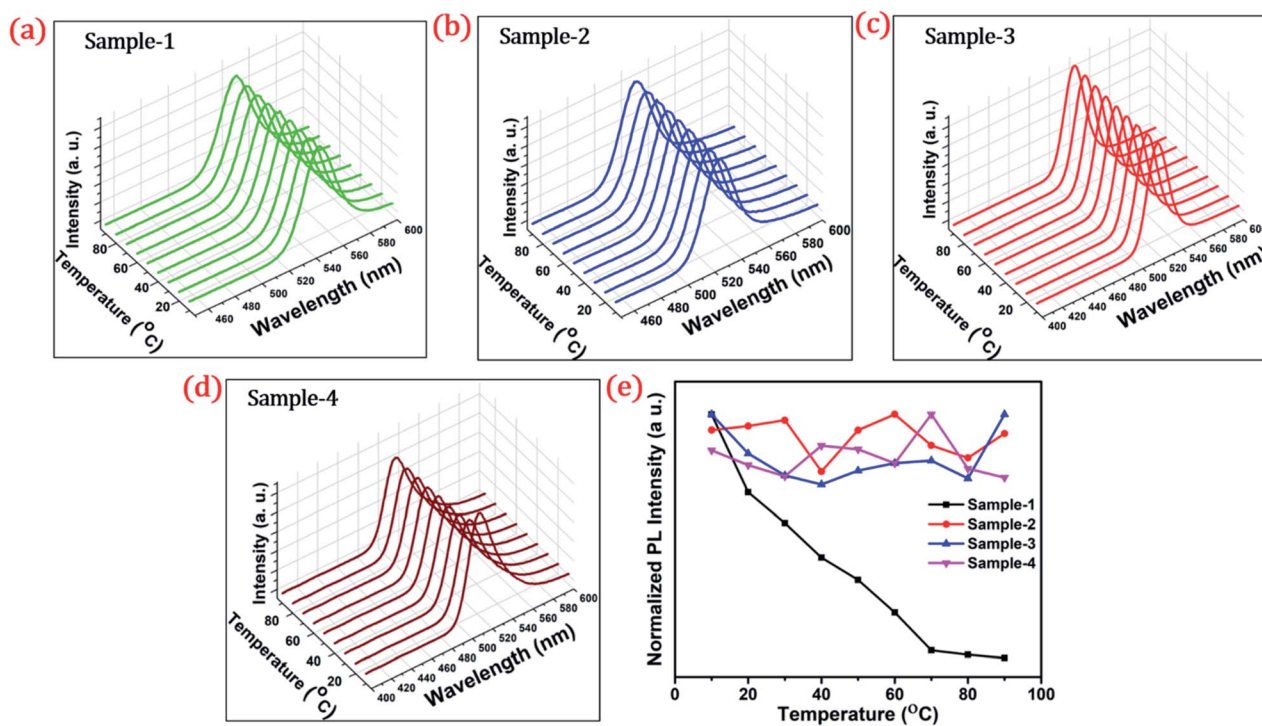 (a)
Sample-1
Intensity (a. u.)
80
60
40
20
Temperature (°C)
460
480
500
520
540
560
580
600
Wavelength (nm)
(b)
Sample-2
Intensity (a. u.)
80
60
40
20
Temperature (°C)
460
480
500
520
540
560
580
600
Wavelength (nm)
(c)
Sample-3
Intensity (a. u.)
80
60
40
20
Temperature (°C)
400
420
440
460
480
500
520
540
560
580
Wavelength (nm)
(d)
Sample-4
Intensity (a. u.)
80
60
40
20
Temperature (°C)
400
420
440
460
480
500
520
540
560
580
600
Wavelength (nm)
(e)
Normalized PL Intensity (a u.)
Sample-1
Sample-2
Sample-3
Sample-4
0 20 40 60 80 100
Temperature (°C)